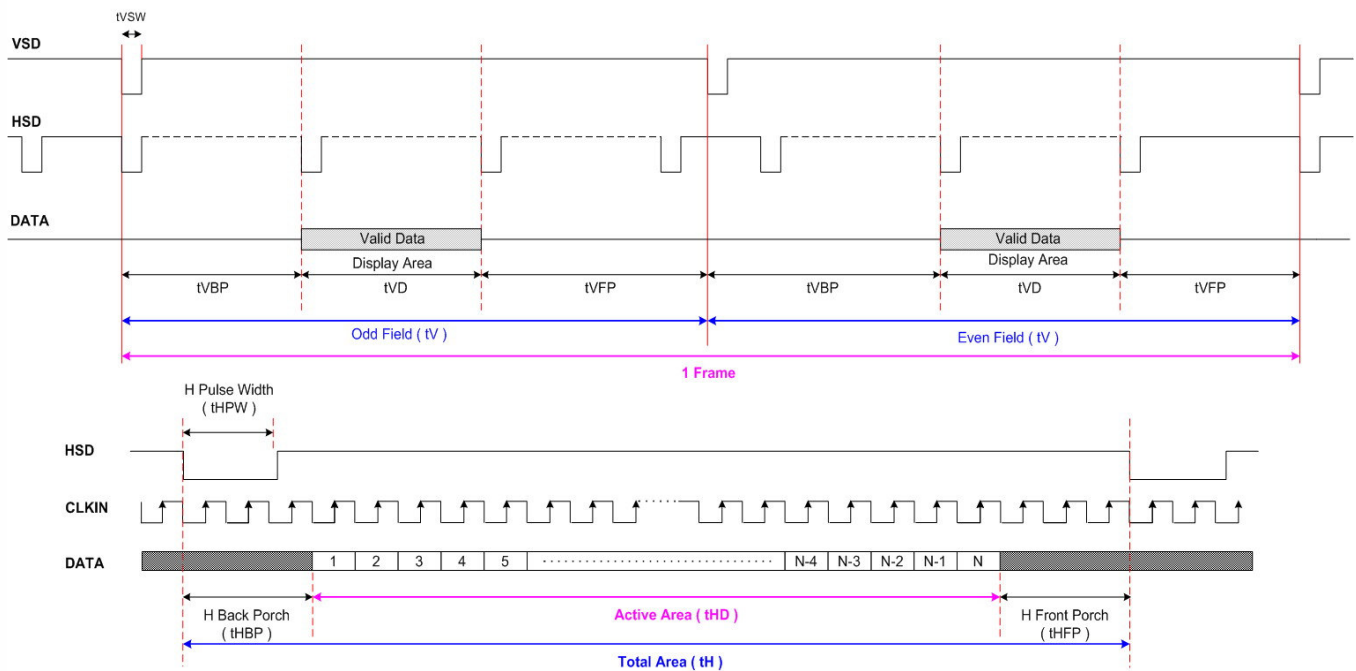 tVSW
VSD
HSD
DATA
Valid Data
Valid Data
Display Area
Display Area
tVBP
tVD
tVFP
tVBP
tVD
tVFP
Odd Field ( tV )
Even Field ( tV )
1 Frame
H Pulse Width
( tHPW )
HSD
CLKIN
DATA
1 2 3 4 5 N-4 N-3 N-2 N-1 N
H Back Porch
( tHBP )
Active Area ( tHD )
H Front Porch
( tHFP )
Total Area ( tH )